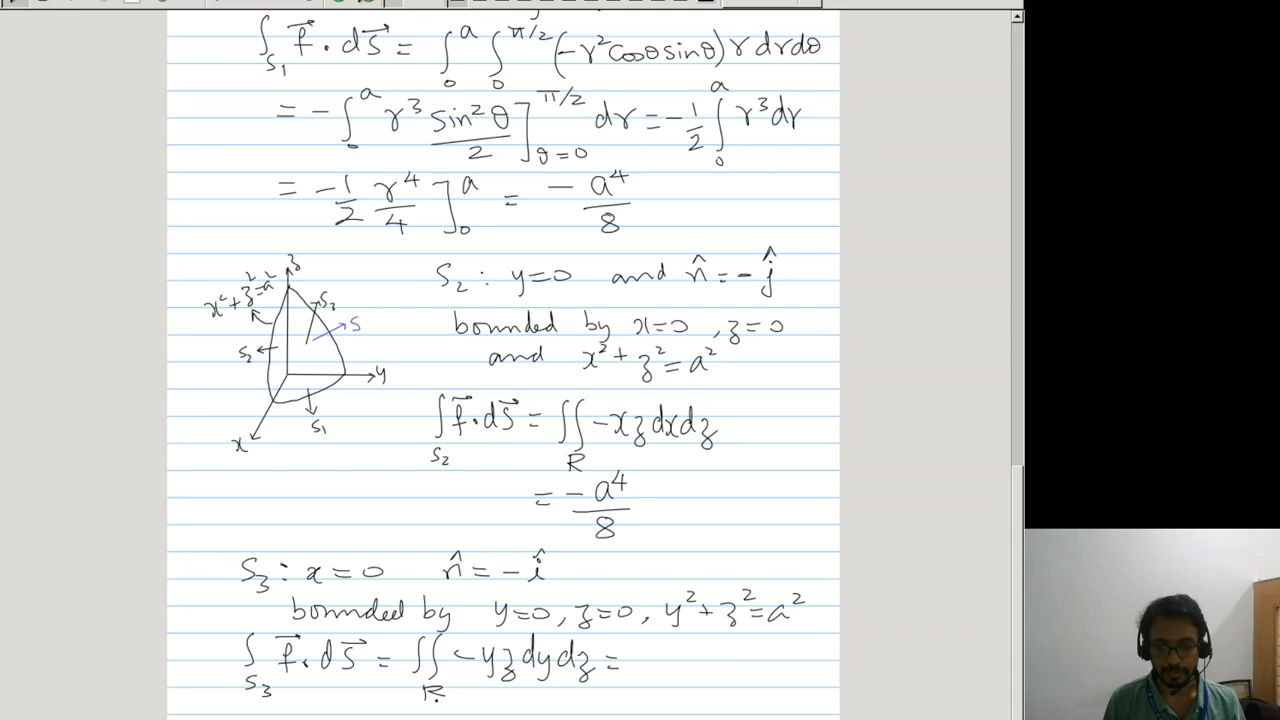 ∫_{S₁} f⃗ · dS⃗ = ∫₀^a ∫₀^{π/2} (−r² cosθ sinθ) r dr dθ
= − ∫₀^a r³ sin²θ/2 ]_{θ=0}^{π/2} dr = −1/2 ∫₀^a r³ dr
= −1/2 r⁴/4 ]₀^a = −a⁴/8
z
x² + z² = a²
S₃
S
S₂
y
S₁
x
S₂ : y=0 and n̂ = −ĵ
bounded by x=0 , z=0
and x² + z² = a²
∫_{S₂} f⃗ · dS⃗ = ∬_R −xz dx dz
= −a⁴/8
S₃ : x = 0 n̂ = − î
bounded by y=0, z=0, y² + z² = a²
∫_{S₃} f⃗ · dS⃗ = ∬_R −yz dy dz =